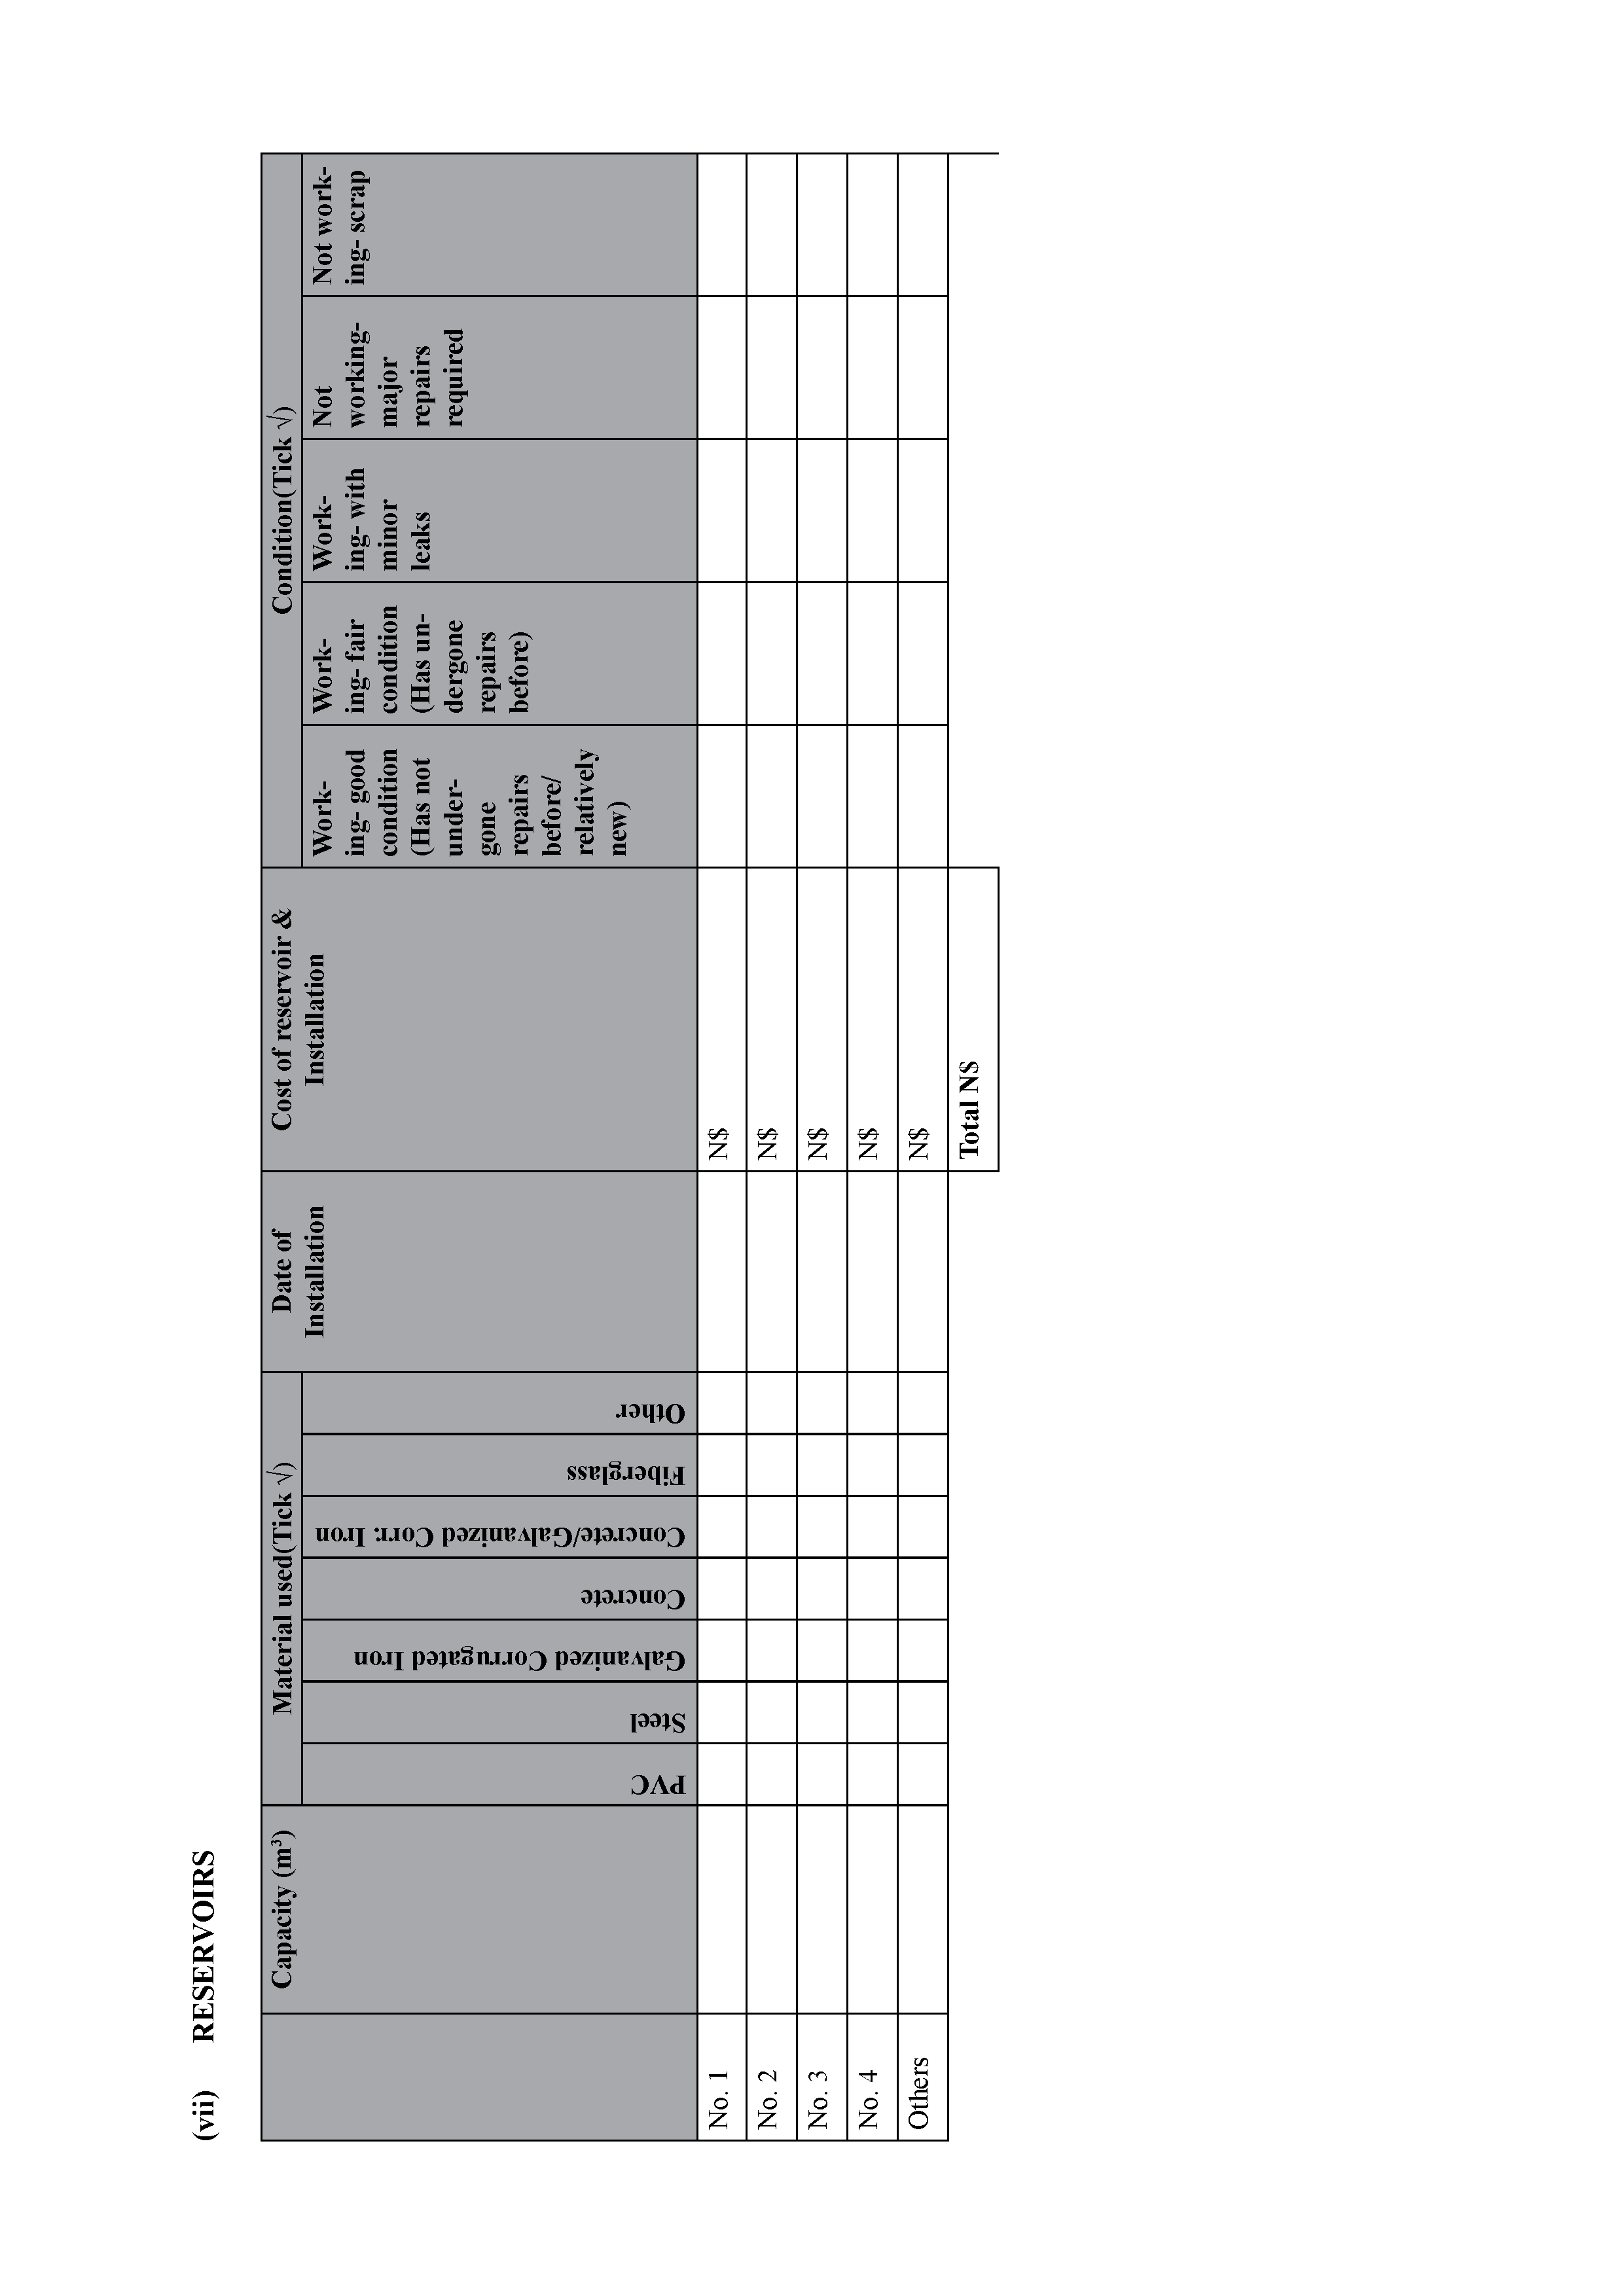 (vii) RESERVOIRS
Capacity (m³)
Material used(Tick √)
Date of
Installation
Cost of reservoir &
Installation
Condition(Tick √)
PVC
Steel
Galvanized Corrugated Iron
Concrete
Concrete/Galvanized Corr. Iron
Fiberglass
Other
Work-
ing- good
condition
(Has not
under-
gone
repairs
before/
relatively
new)
Work-
ing- fair
condition
(Has un-
dergone
repairs
before)
Work-
ing- with
minor
leaks
Not
working-
major
repairs
required
Not work-
ing- scrap
No. 1 N$
No. 2 N$
No. 3 N$
No. 4 N$
Others N$
Total N$